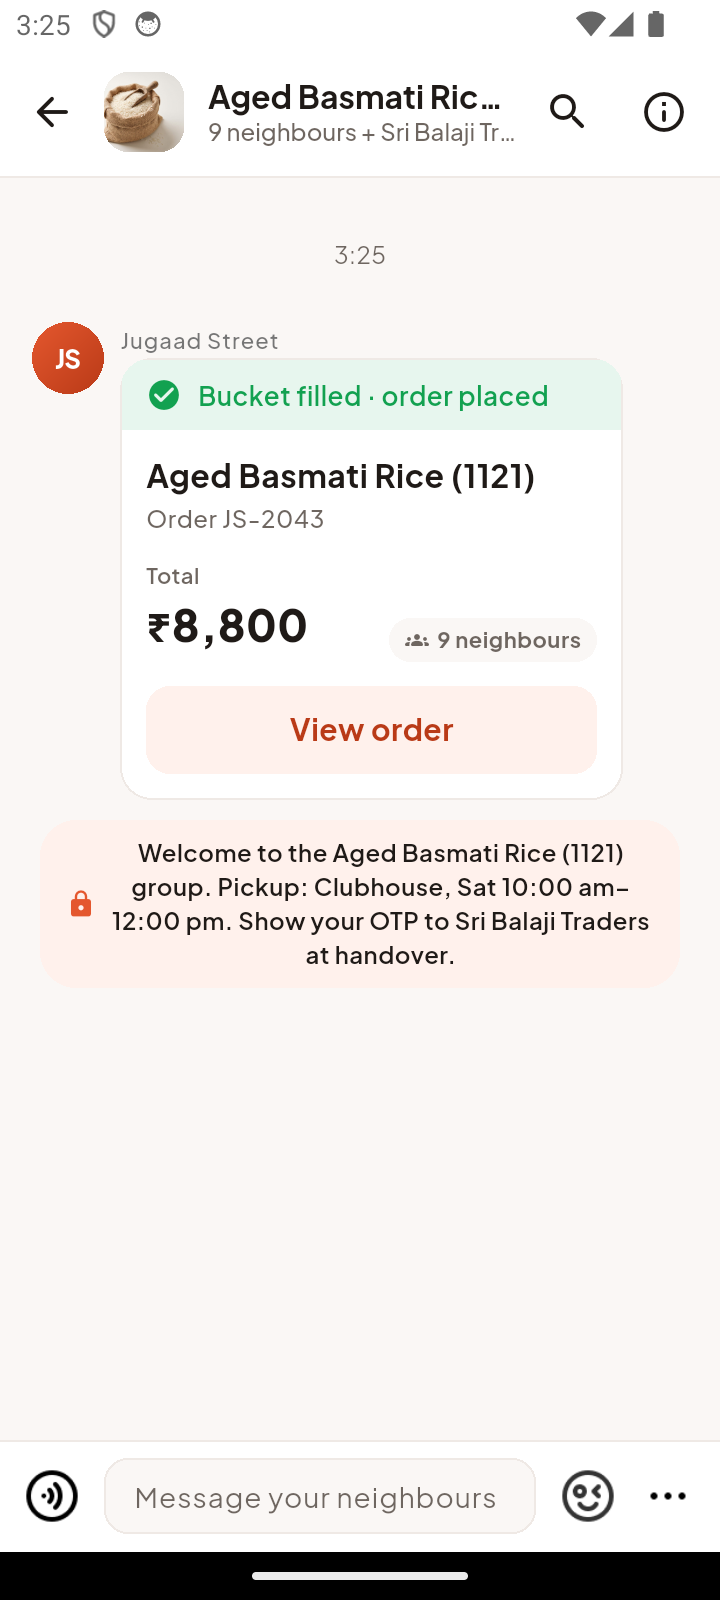 3:25
Aged Basmati Ric...
9 neighbours + Sri Balaji Tr...
3:25
JS
Jugaad Street
Bucket filled · order placed
Aged Basmati Rice (1121)
Order JS-2043
Total
₹8,800
9 neighbours
View order
Welcome to the Aged Basmati Rice (1121)
group. Pickup: Clubhouse, Sat 10:00 am–
12:00 pm. Show your OTP to Sri Balaji Traders
at handover.
Message your neighbours